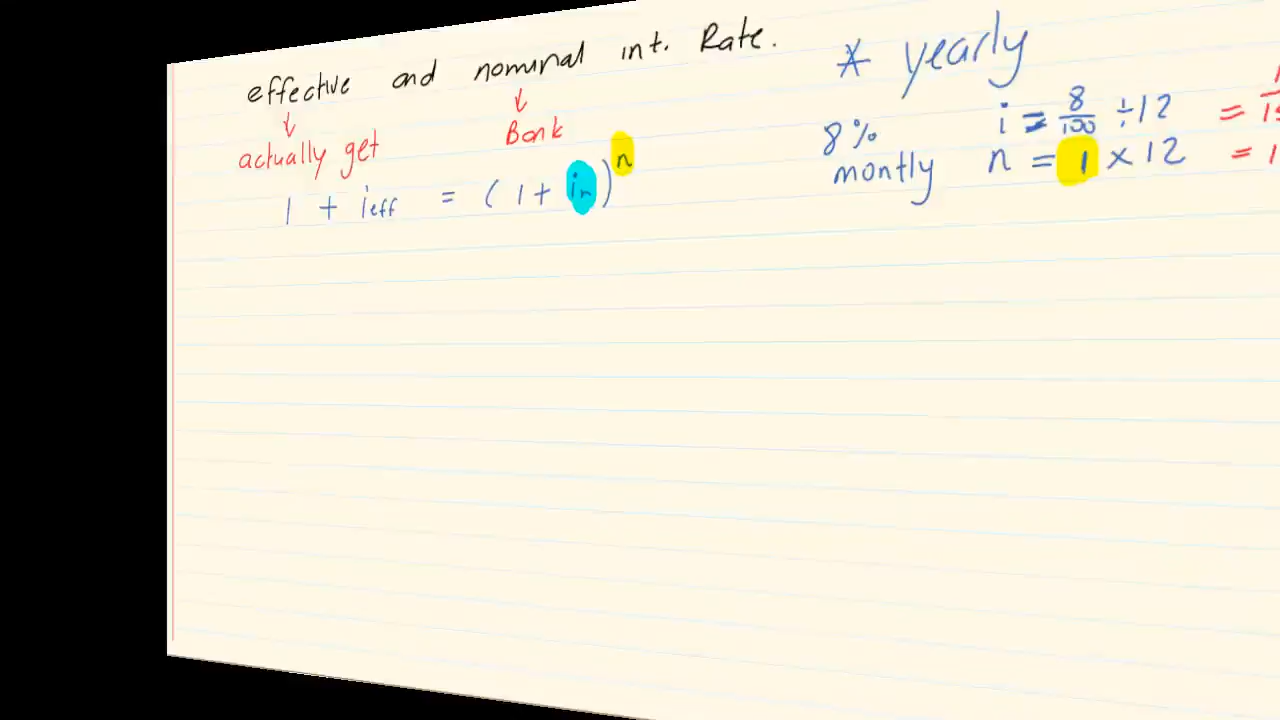 effective and nominal int. Rate.
actually get
Bank
1 + ieff = (1 + in)^n
* yearly
8%
montly
i = 8/100 ÷ 12 =
n = 1 × 12 =